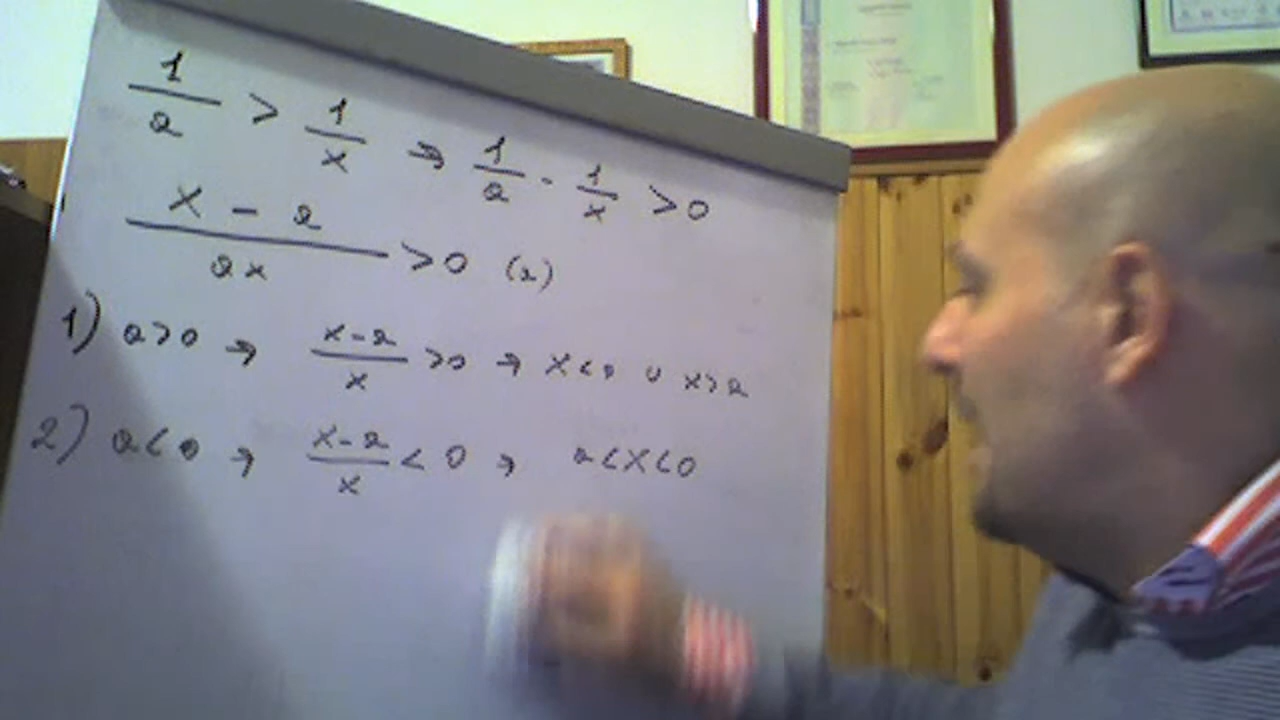 1/a > 1/x ⇒ 1/a - 1/x > 0
x - a / ax > 0 (a)
1) a>0 → x-a / x >0 → x<0 ∪ x>a
2) a<0 → x-a / x < 0 → a<x<0